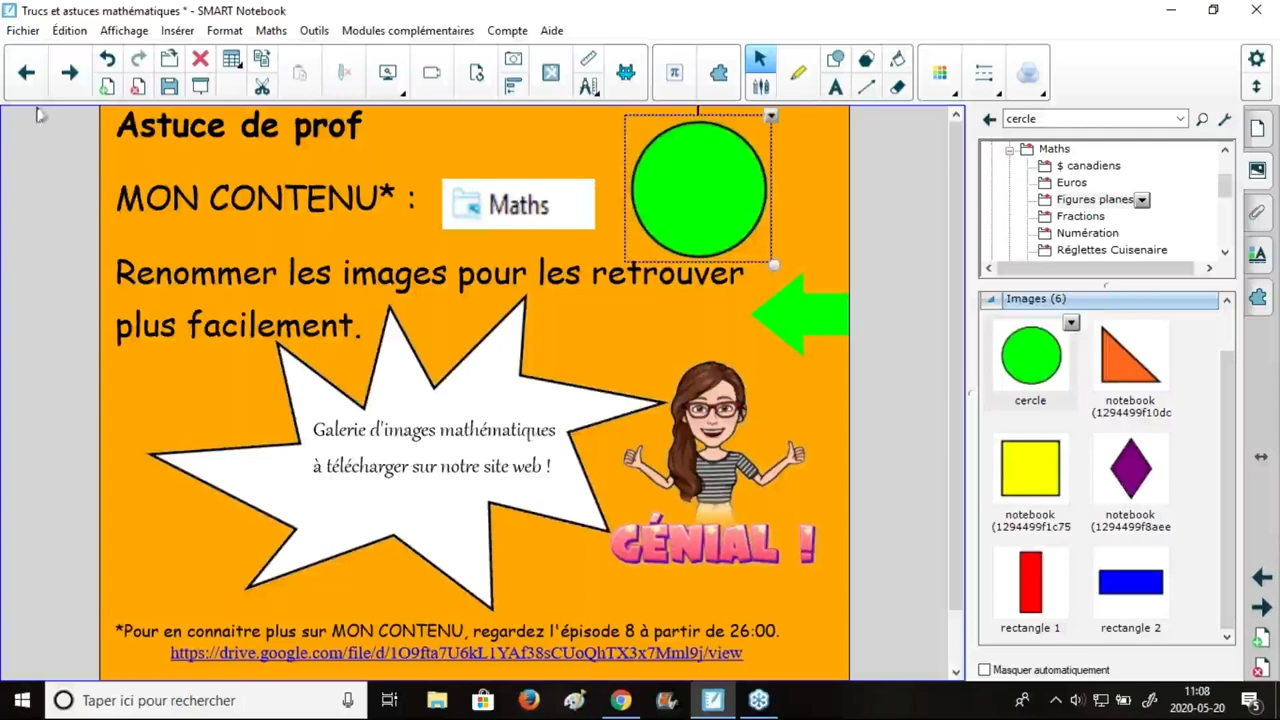 Trucs et astuces mathématiques * - SMART Notebook
Fichier Édition Affichage Insérer Format Maths Outils Modules complémentaires Compte Aide
Astuce de prof
MON CONTENU* :
Maths
Renommer les images pour les retrouver
plus facilement.
Galerie d'images mathématiques
à télécharger sur notre site web !
GÉNIAL !
*Pour en connaitre plus sur MON CONTENU, regardez l'épisode 8 à partir de 26:00.
https://drive.google.com/file/d/1O9fta7U6kL1YAf38sCUoQhTX3x7Mml9j/view
cercle
Maths
$ canadiens
Euros
Figures planes
Fractions
Numération
Réglettes Cuisenaire
Images (6)
cercle
notebook
(1294499f10dc
notebook
(1294499f1c75
notebook
(1294499f8aee
rectangle 1
rectangle 2
Masquer automatiquement
Taper ici pour rechercher
11:08
2020-05-20
5